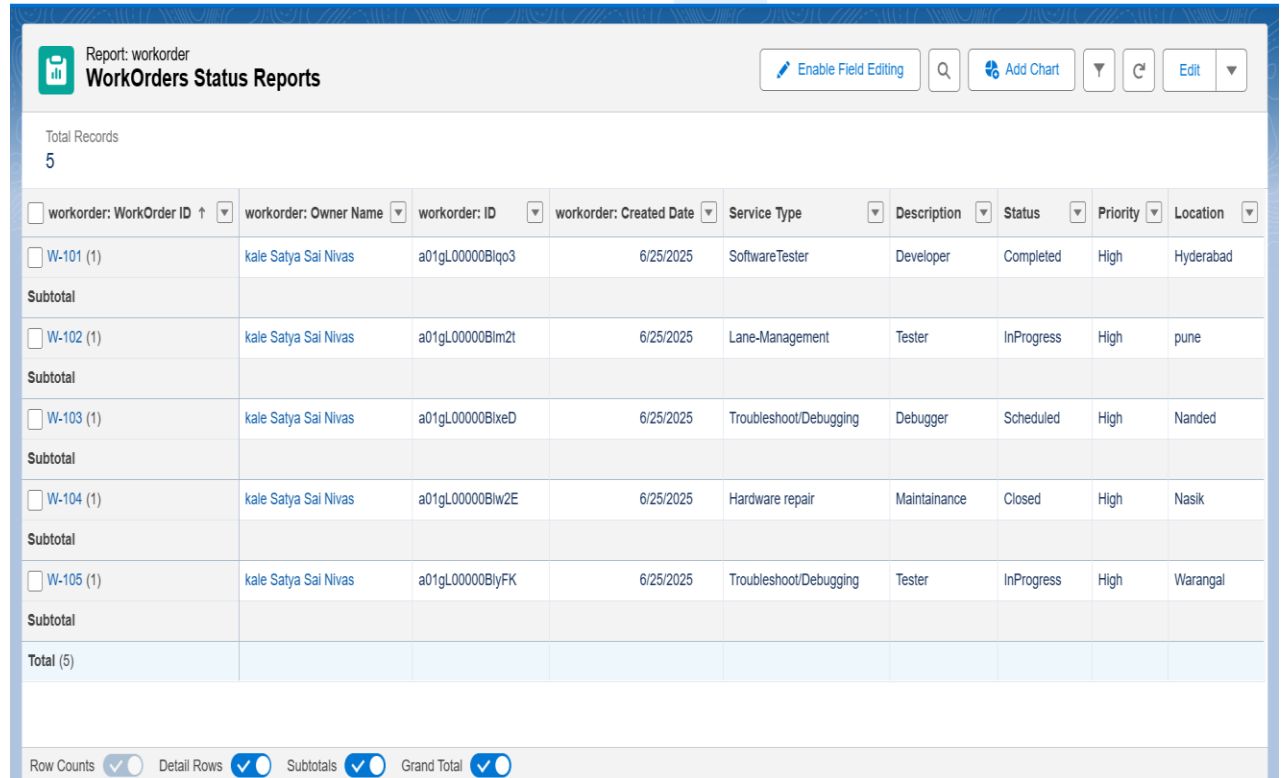 Report: workorder
WorkOrders Status Reports
Enable Field Editing
Add Chart
Edit
Total Records
5
workorder: WorkOrder ID ↑ workorder: Owner Name workorder: ID workorder: Created Date Service Type Description Status Priority Location
W-101 (1) kale Satya Sai Nivas a01gL00000BIqo3 6/25/2025 SoftwareTester Developer Completed High Hyderabad
Subtotal
W-102 (1) kale Satya Sai Nivas a01gL00000BIm2t 6/25/2025 Lane-Management Tester InProgress High pune
Subtotal
W-103 (1) kale Satya Sai Nivas a01gL00000BIxeD 6/25/2025 Troubleshoot/Debugging Debugger Scheduled High Nanded
Subtotal
W-104 (1) kale Satya Sai Nivas a01gL00000BIw2E 6/25/2025 Hardware repair Maintainance Closed High Nasik
Subtotal
W-105 (1) kale Satya Sai Nivas a01gL00000BIyFK 6/25/2025 Troubleshoot/Debugging Tester InProgress High Warangal
Subtotal
Total (5)
Row Counts Detail Rows Subtotals Grand Total